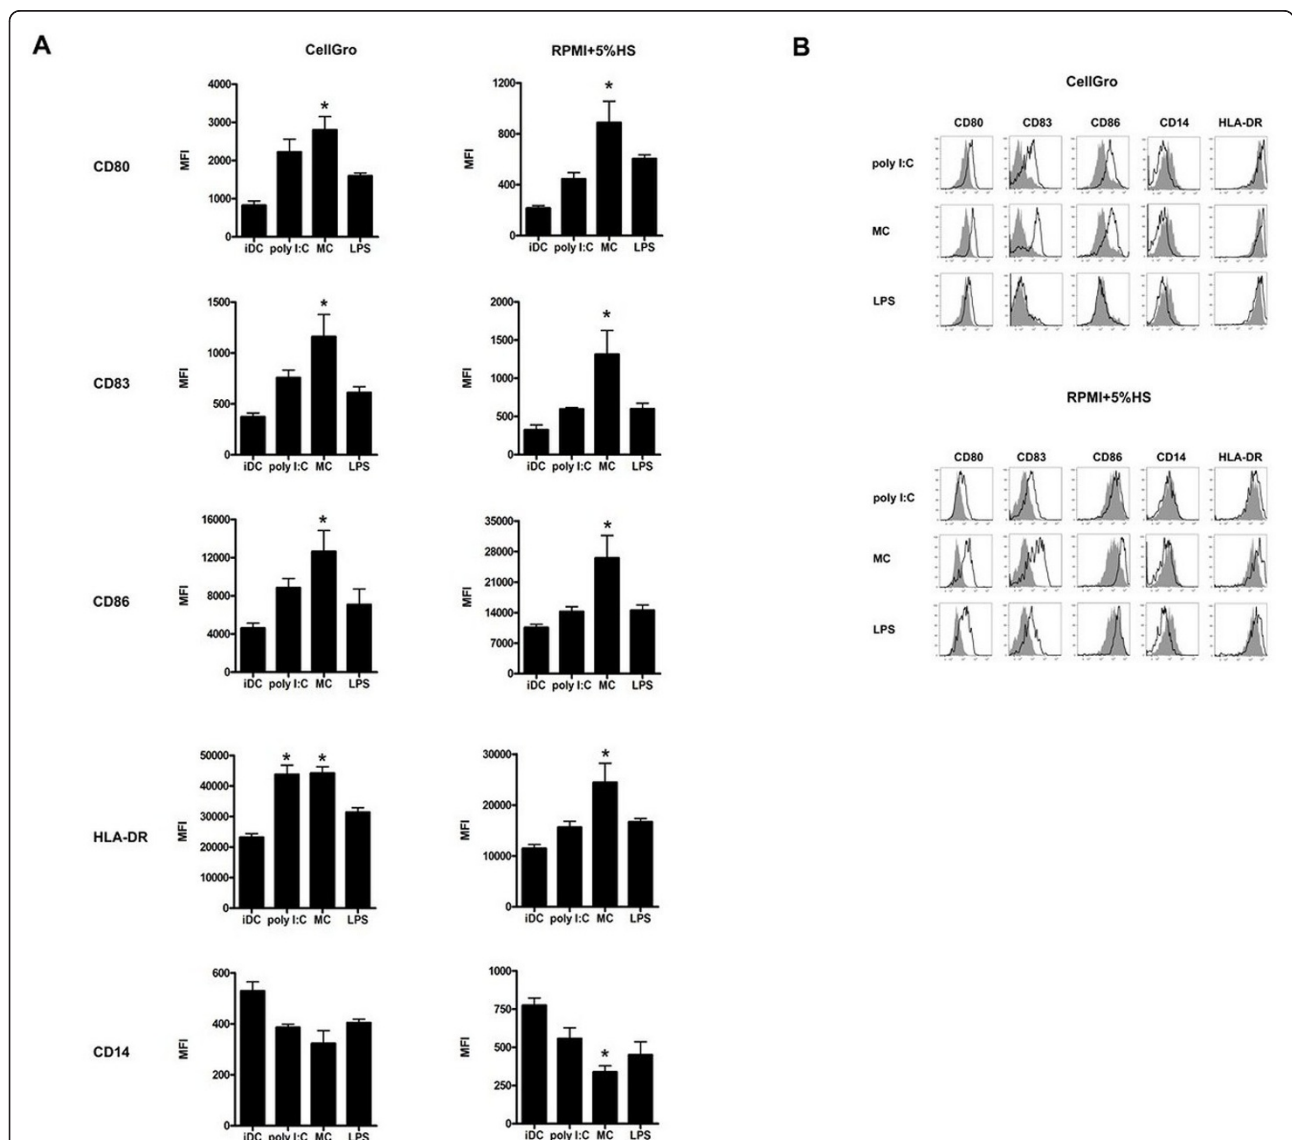 A
CellGro
RPMI+5%HS
CD80
MFI
4000
3000
2000
1000
0
*
iDC poly I:C MC LPS
MFI
1200
800
400
0
*
iDC poly I:C MC LPS
CD83
MFI
1500
1000
500
0
*
iDC poly I:C MC LPS
MFI
2000
1500
1000
500
0
*
iDC poly I:C MC LPS
CD86
MFI
16000
12000
8000
4000
0
*
iDC poly I:C MC LPS
MFI
35000
28000
21000
14000
7000
0
*
iDC poly I:C MC LPS
HLA-DR
MFI
50000
40000
30000
20000
10000
0
* *
iDC poly I:C MC LPS
MFI
30000
20000
10000
0
*
iDC poly I:C MC LPS
CD14
MFI
600
400
200
0
iDC poly I:C MC LPS
MFI
1000
750
500
250
0
*
iDC poly I:C MC LPS
B
CellGro
CD80 CD83 CD86 CD14 HLA-DR
poly I:C
MC
LPS
RPMI+5%HS
CD80 CD83 CD86 CD14 HLA-DR
poly I:C
MC
LPS